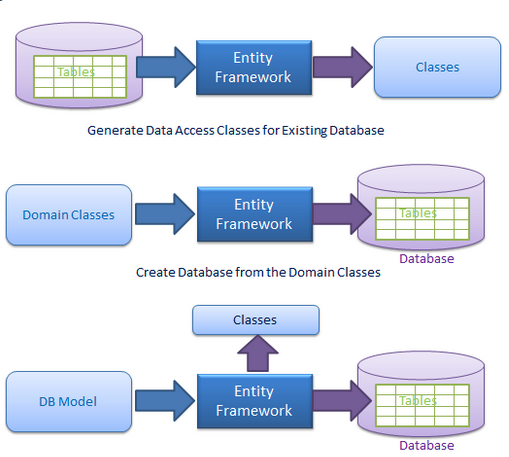 Tables
Entity
Framework
Classes
Generate Data Access Classes for Existing Database
Domain Classes
Entity
Framework
Tables
Database
Create Database from the Domain Classes
Classes
DB Model
Entity
Framework
Tables
Database